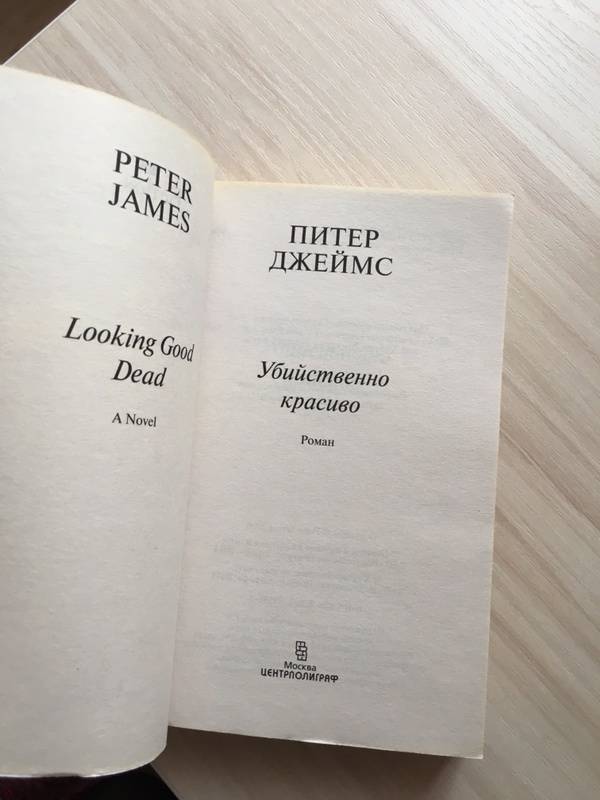 PETER
JAMES
Looking Good
Dead
A Novel
ПИТЕР
ДЖЕЙМС
Убийственно
красиво
Роман
Москва
ЦЕНТРПОЛИГРАФ